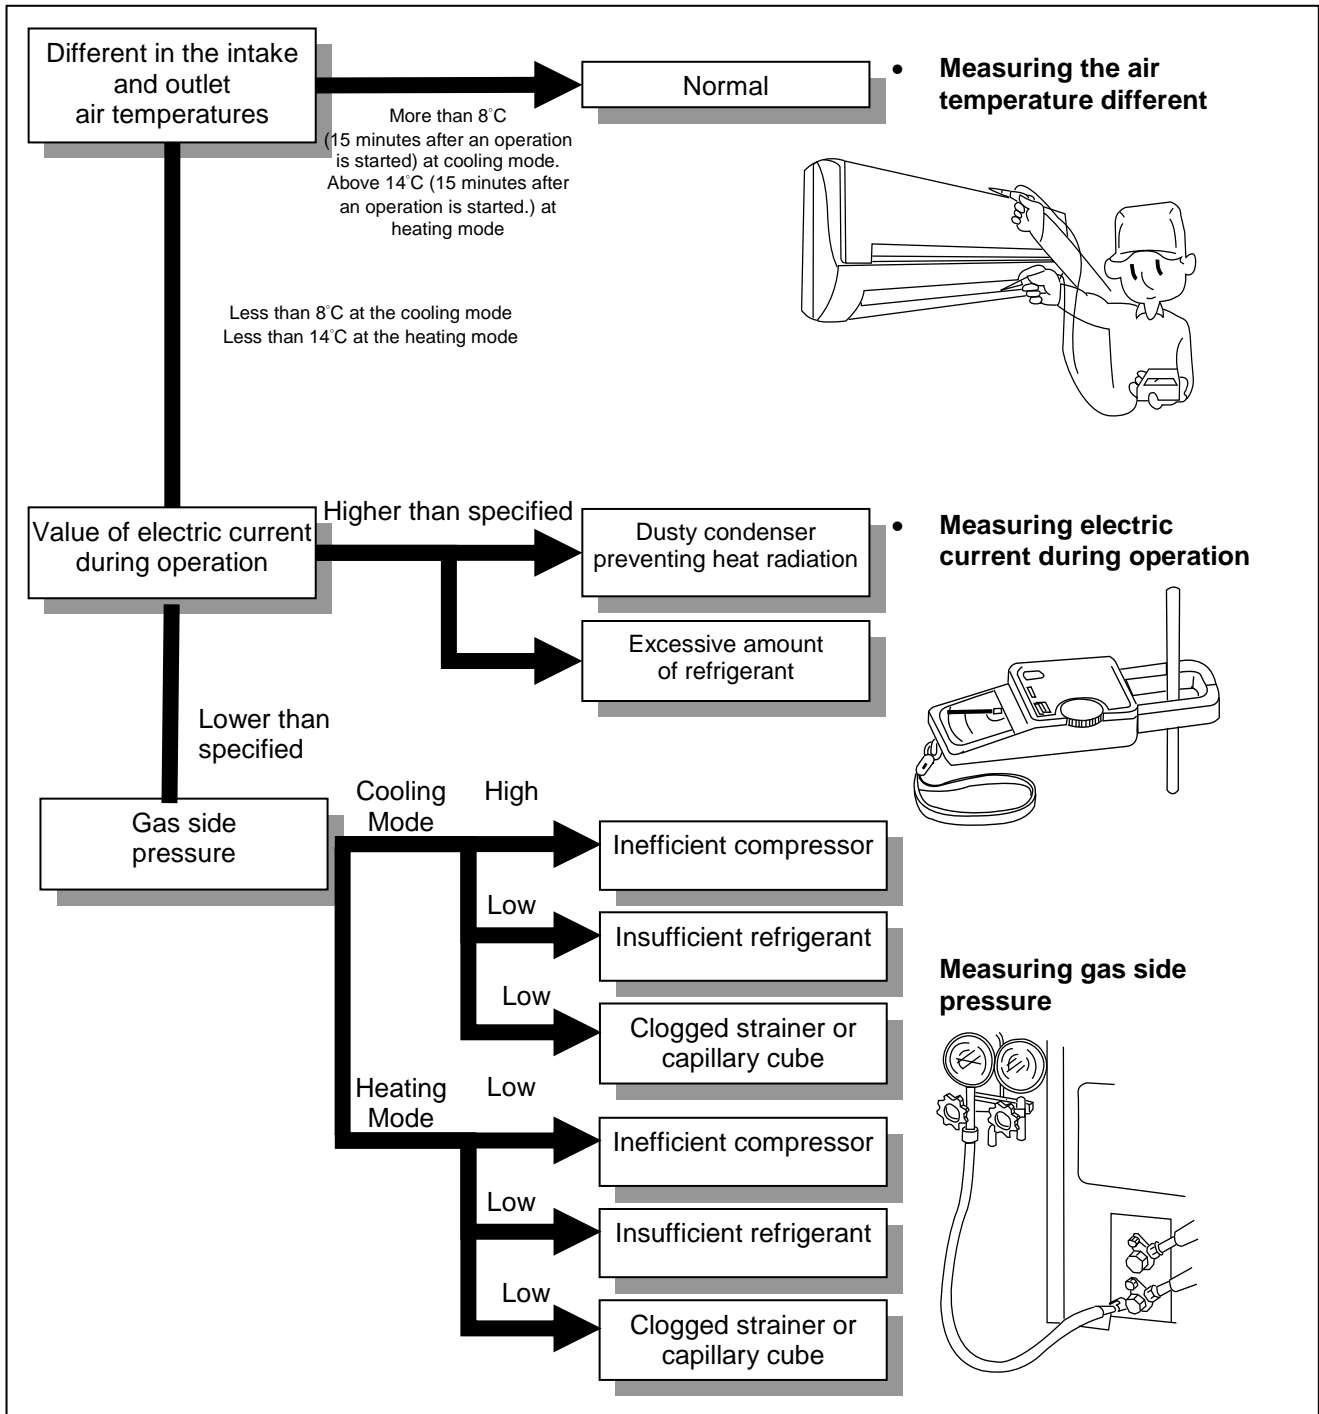 Different in the intake
and outlet
air temperatures
More than 8°C
(15 minutes after an operation
is started) at cooling mode.
Above 14°C (15 minutes after
an operation is started.) at
heating mode
Normal
• Measuring the air
temperature different
Less than 8°C at the cooling mode
Less than 14°C at the heating mode
Value of electric current
during operation
Higher than specified
Dusty condenser
preventing heat radiation
Excessive amount
of refrigerant
• Measuring electric
current during operation
Lower than
specified
Gas side
pressure
Cooling
Mode
High
Inefficient compressor
Low
Insufficient refrigerant
Low
Clogged strainer or
capillary cube
Heating
Mode
Low
Inefficient compressor
Low
Insufficient refrigerant
Low
Clogged strainer or
capillary cube
Measuring gas side
pressure